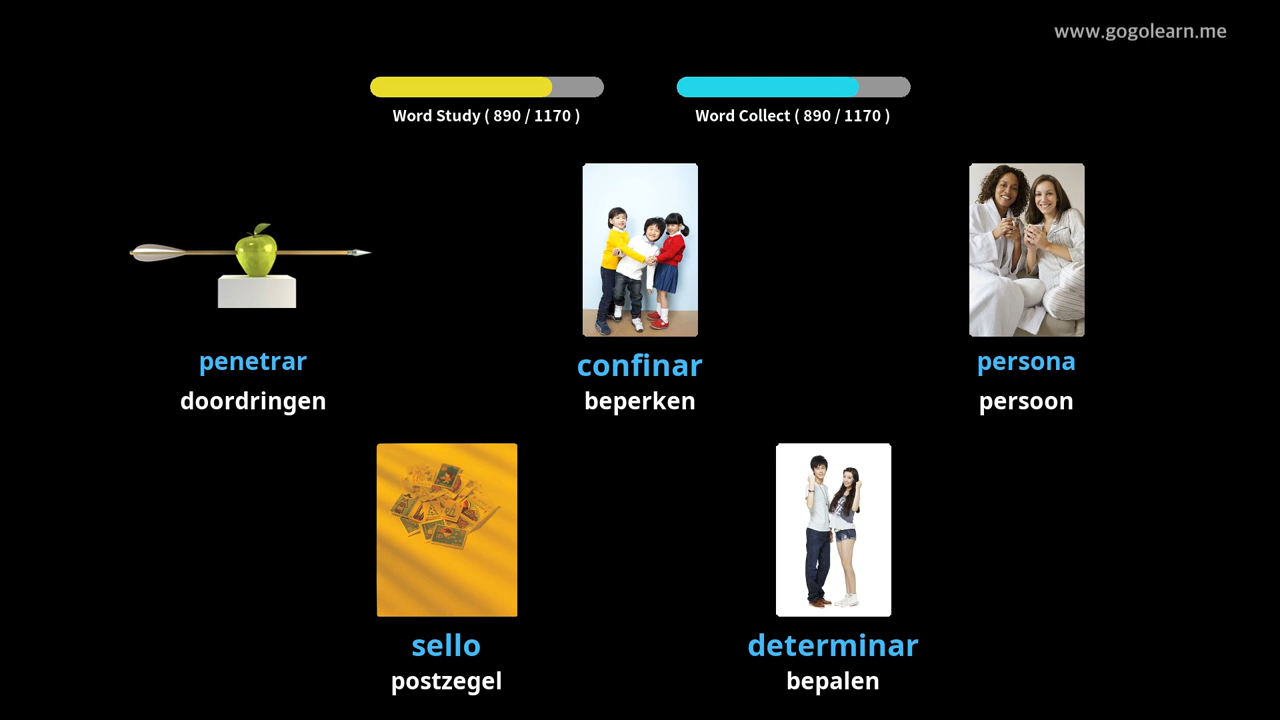 www.gogolearn.me
Word Study ( 890 / 1170 )
Word Collect ( 890 / 1170 )
penetrar
doordringen
confinar
beperken
persona
persoon
sello
postzegel
determinar
bepalen